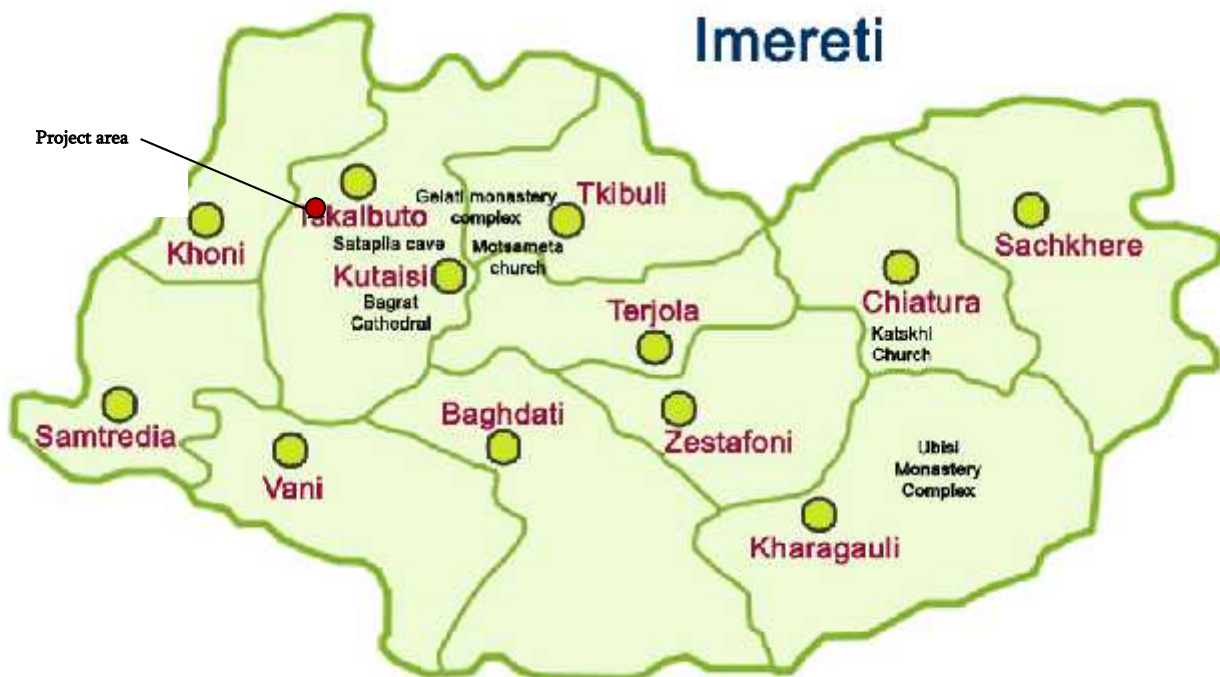 Imereti
Project area
Tskalbuto
Gelati monastery
complex
Tkibuli
Khoni
Sataplia cave
Motsameta
church
Kutaisi
Bagrat
Cathedral
Sachkhere
Chiatura
Katskhi
Church
Terjola
Samtredia
Vani
Baghdati
Zestafoni
Ubisi
Monastery
Complex
Kharagauli